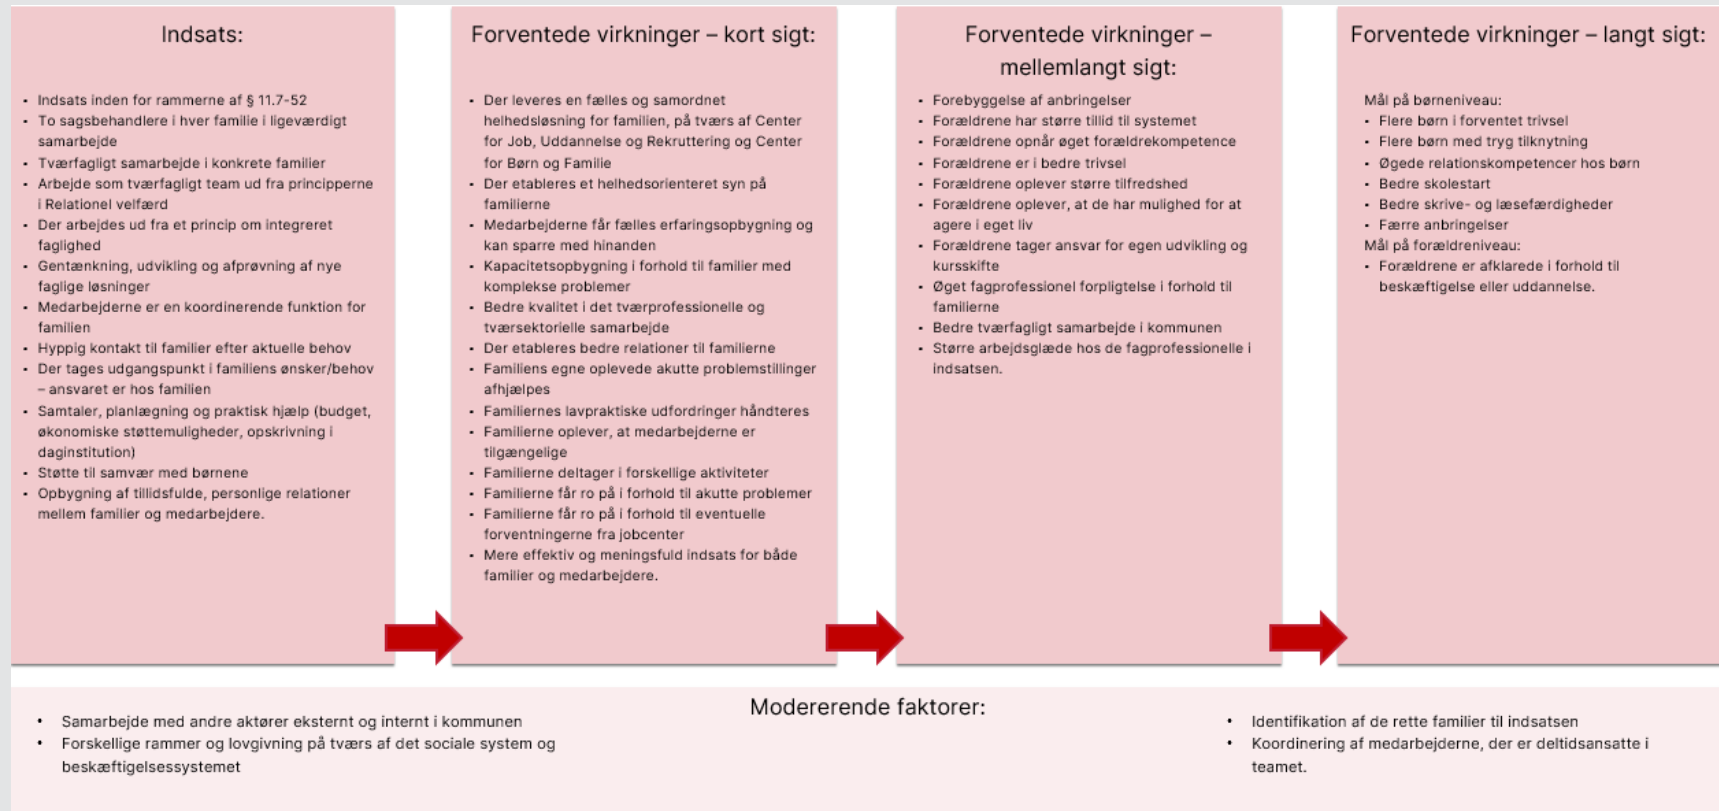 Indsats:
▪ Indsats inden for rammerne af § 11.7-52
▪ To sagsbehandlere i hver familie i ligeværdigt
samarbejde
▪ Tværfagligt samarbejde i konkrete familier
▪ Arbejde som tværfagligt team ud fra principperne
i Relationel velfærd
▪ Der arbejdes ud fra et princip om integreret
faglighed
▪ Gentænkning, udvikling og afprøvning af nye
faglige løsninger
▪ Medarbejderne er en koordinerende funktion for
familien
▪ Hyppig kontakt til familier efter aktuelle behov
▪ Der tages udgangspunkt i familiens ønsker/behov
– ansvaret er hos familien
▪ Samtaler, planlægning og praktisk hjælp (budget,
økonomiske støttemuligheder, opskrivning i
daginstitution)
▪ Støtte til samvær med børnene
▪ Opbygning af tillidsfulde, personlige relationer
mellem familier og medarbejdere.
Forventede virkninger – kort sigt:
▪ Der leveres en fælles og samordnet
helhedsløsning for familien, på tværs af Center
for Job, Uddannelse og Rekruttering og Center
for Børn og Familie
▪ Der etableres et helhedsorienteret syn på
familierne
▪ Medarbejderne får fælles erfaringsopbygning og
kan sparre med hinanden
▪ Kapacitetsopbygning i forhold til familier med
komplekse problemer
▪ Bedre kvalitet i det tværprofessionelle og
tværsektorielle samarbejde
▪ Der etableres bedre relationer til familierne
▪ Familiens egne oplevede akutte problemstillinger
afhjælpes
▪ Familiernes lavpraktiske udfordringer håndteres
▪ Familierne oplever, at medarbejderne er
tilgængelige
▪ Familierne deltager i forskellige aktiviteter
▪ Familierne får ro på i forhold til akutte problemer
▪ Familierne får ro på i forhold til eventuelle
forventningerne fra jobcenter
▪ Mere effektiv og meningsfuld indsats for både
familier og medarbejdere.
Forventede virkninger –
mellemlangt sigt:
▪ Forebyggelse af anbringelser
▪ Forældrene har større tillid til systemet
▪ Forældrene opnår øget forældrekompetence
▪ Forældrene er i bedre trivsel
▪ Forældrene oplever større tilfredshed
▪ Forældrene oplever, at de har mulighed for at
agere i eget liv
▪ Forældrene tager ansvar for egen udvikling og
kursskifte
▪ Øget fagprofessionel forpligtelse i forhold til
familierne
▪ Bedre tværfagligt samarbejde i kommunen
▪ Større arbejdsglæde hos de fagprofessionelle i
indsatsen.
Forventede virkninger – langt sigt:
Mål på børneniveau:
▪ Flere børn i forventet trivsel
▪ Flere børn med tryg tilknytning
▪ Øgede relationskompetencer hos børn
▪ Bedre skolestart
▪ Bedre skrive- og læsefærdigheder
▪ Færre anbringelser
Mål på forældreniveau:
▪ Forældrene er afklarede i forhold til
beskæftigelse eller uddannelse.
Modererende faktorer:
• Samarbejde med andre aktører eksternt og internt i kommunen
• Forskellige rammer og lovgivning på tværs af det sociale system og
beskæftigelsessystemet
• Identifikation af de rette familier til indsatsen
• Koordinering af medarbejderne, der er deltidsansatte i
teamet.